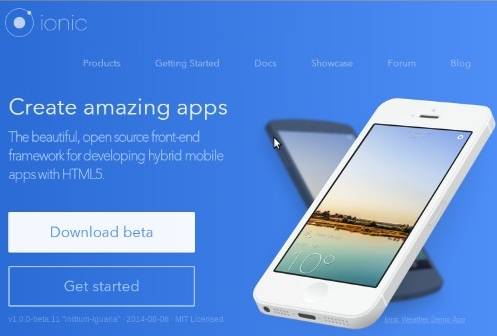 ionic
Products Getting Started Docs Showcase Forum Blog
Create amazing apps
The beautiful, open source front-end
framework for developing hybrid mobile
apps with HTML5.
Download beta
Get started
v1.0.0-beta.11 "indium-iguana" · 2014-08-06 · MIT Licensed
Ionic Weather Demo App
10°